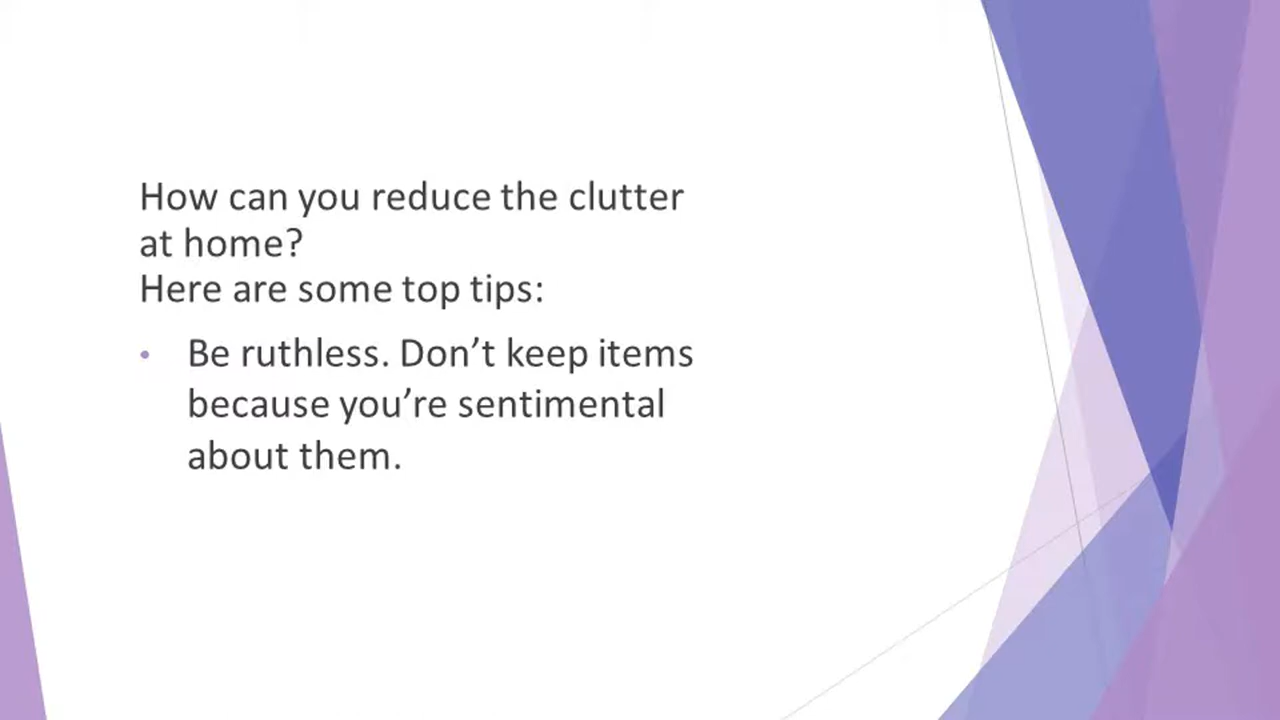 How can you reduce the clutter
at home?
Here are some top tips:
• Be ruthless. Don’t keep items
because you’re sentimental
about them.